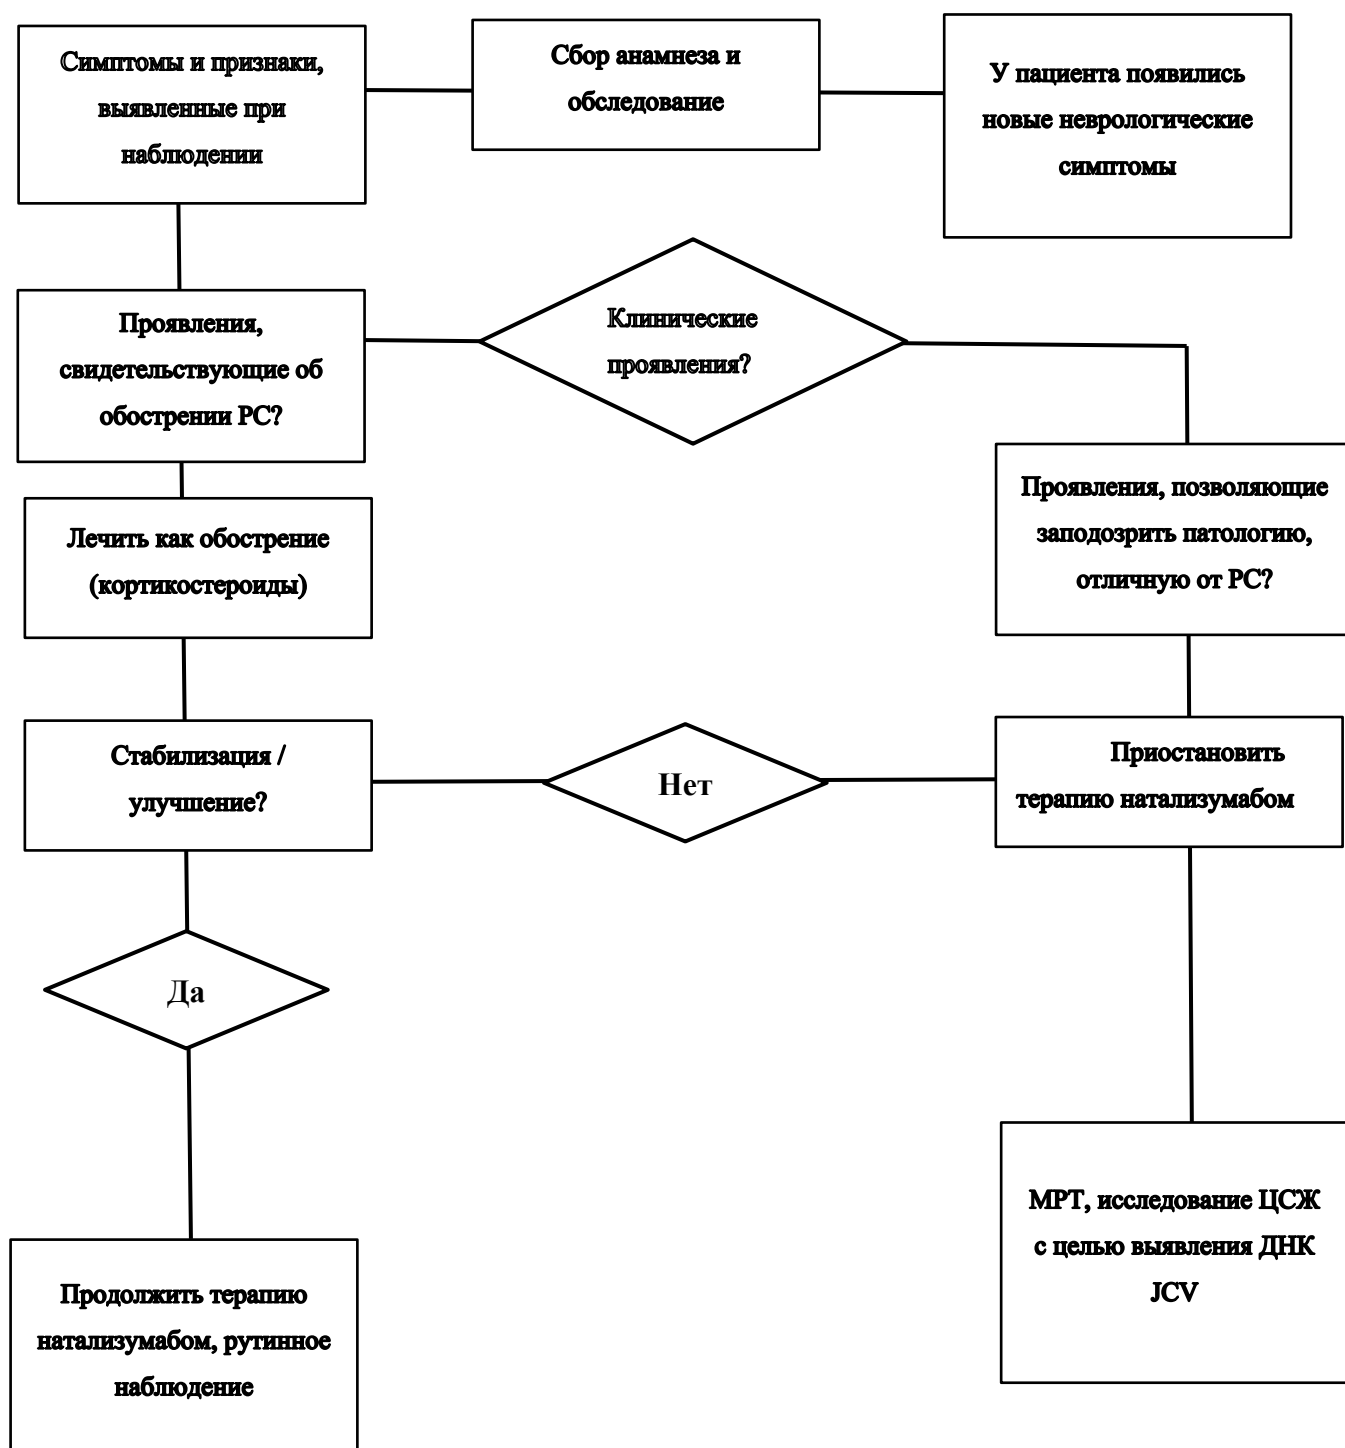 Симптомы и признаки,
выявленные при
наблюдении
Сбор анамнеза и
обследование
У пациента появились
новые неврологические
симптомы
Проявления,
свидетельствующие об
обострении РС?
Клинические
проявления?
Проявления, позволяющие
заподозрить патологию,
отличную от РС?
Лечить как обострение
(кортикостероиды)
Стабилизация /
улучшение?
Нет
Приостановить
терапию натализумабом
Да
МРТ, исследование ЦСЖ
с целью выявления ДНК
JCV
Продолжить терапию
натализумабом, рутинное
наблюдение